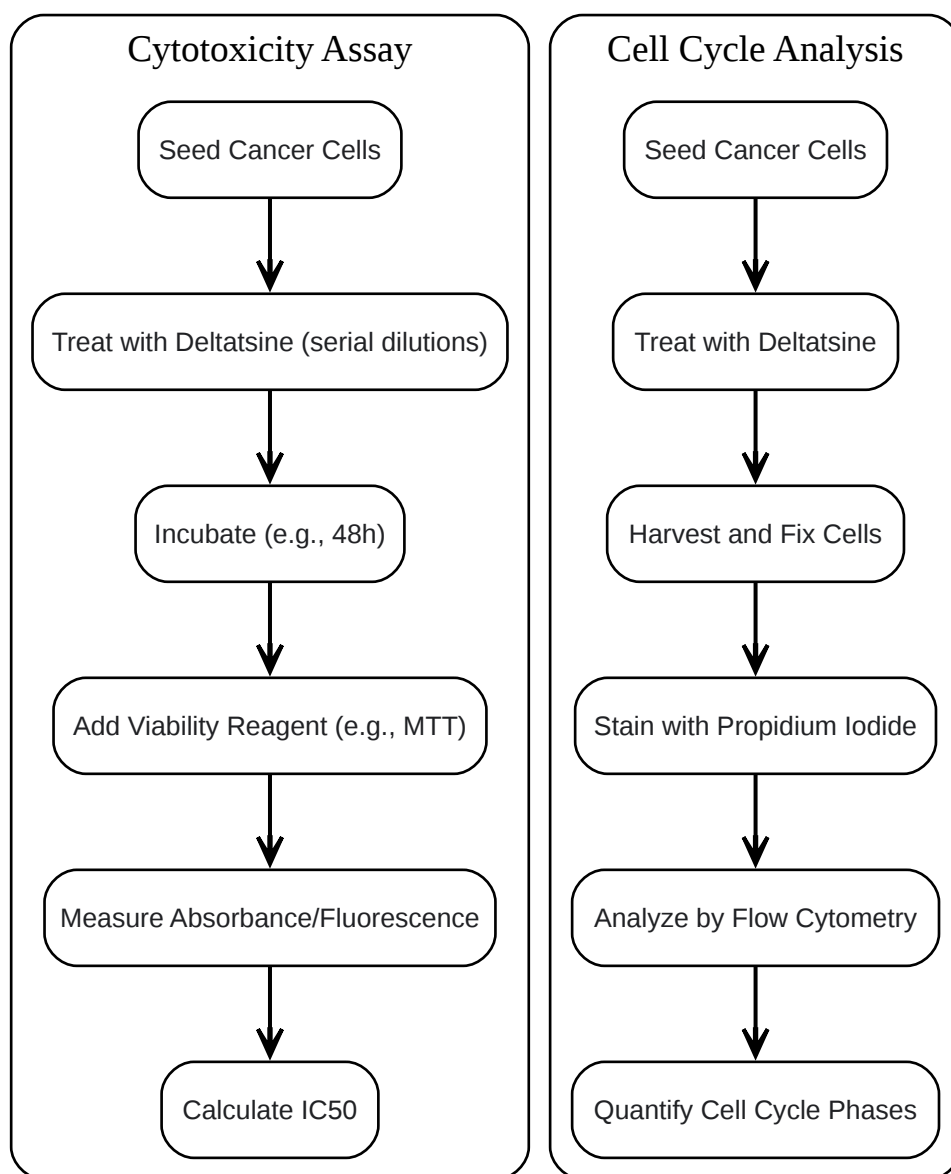 Cytotoxicity Assay
Seed Cancer Cells
Treat with Deltatsine (serial dilutions)
Incubate (e.g., 48h)
Add Viability Reagent (e.g., MTT)
Measure Absorbance/Fluorescence
Calculate IC50
Cell Cycle Analysis
Seed Cancer Cells
Treat with Deltatsine
Harvest and Fix Cells
Stain with Propidium Iodide
Analyze by Flow Cytometry
Quantify Cell Cycle Phases